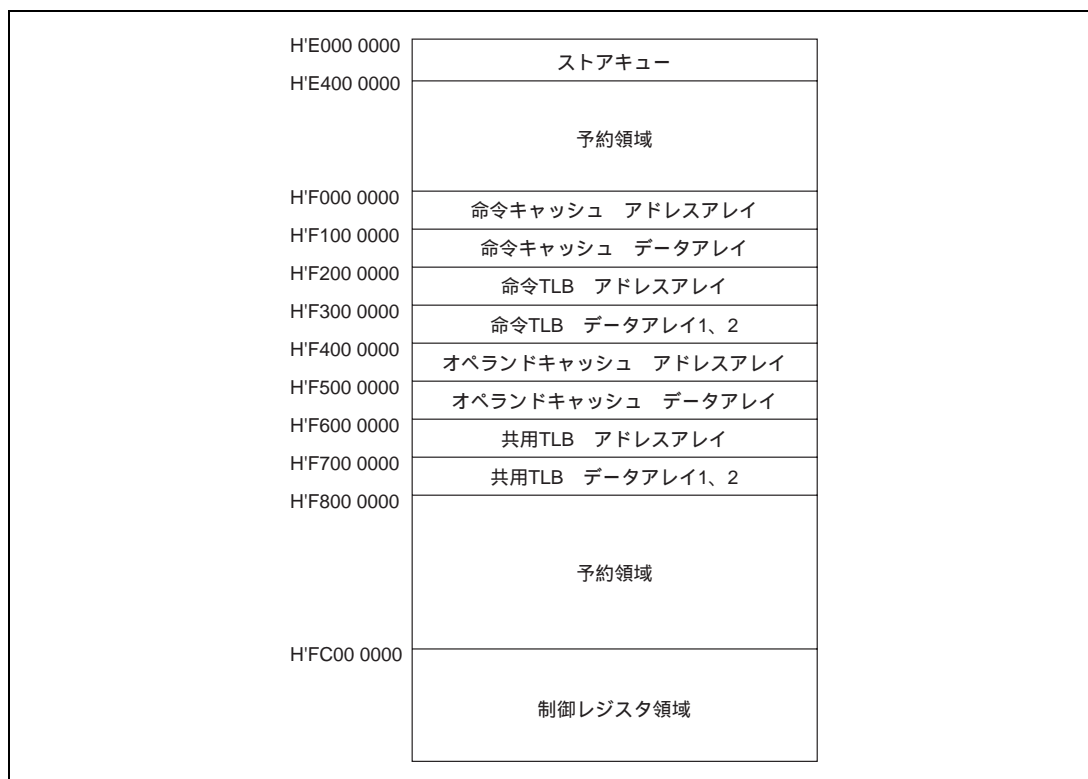 H'E000 0000
ストアキュー
H'E400 0000
予約領域
H'F000 0000
命令キャッシュ　アドレスアレイ
H'F100 0000
命令キャッシュ　データアレイ
H'F200 0000
命令TLB　アドレスアレイ
H'F300 0000
命令TLB　データアレイ1、2
H'F400 0000
オペランドキャッシュ　アドレスアレイ
H'F500 0000
オペランドキャッシュ　データアレイ
H'F600 0000
共用TLB　アドレスアレイ
H'F700 0000
共用TLB　データアレイ1、2
H'F800 0000
予約領域
H'FC00 0000
制御レジスタ領域